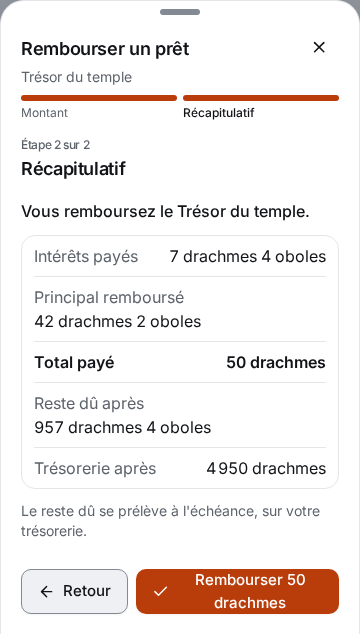 Rembourser un prêt
Trésor du temple
Montant
Récapitulatif
Étape 2 sur 2
Récapitulatif
Vous remboursez le Trésor du temple.
Intérêts payés 7 drachmes 4 oboles
Principal remboursé
42 drachmes 2 oboles
Total payé 50 drachmes
Reste dû après
957 drachmes 4 oboles
Trésorerie après 4 950 drachmes
Le reste dû se prélève à l'échéance, sur votre
trésorerie.
Retour
Rembourser 50
drachmes